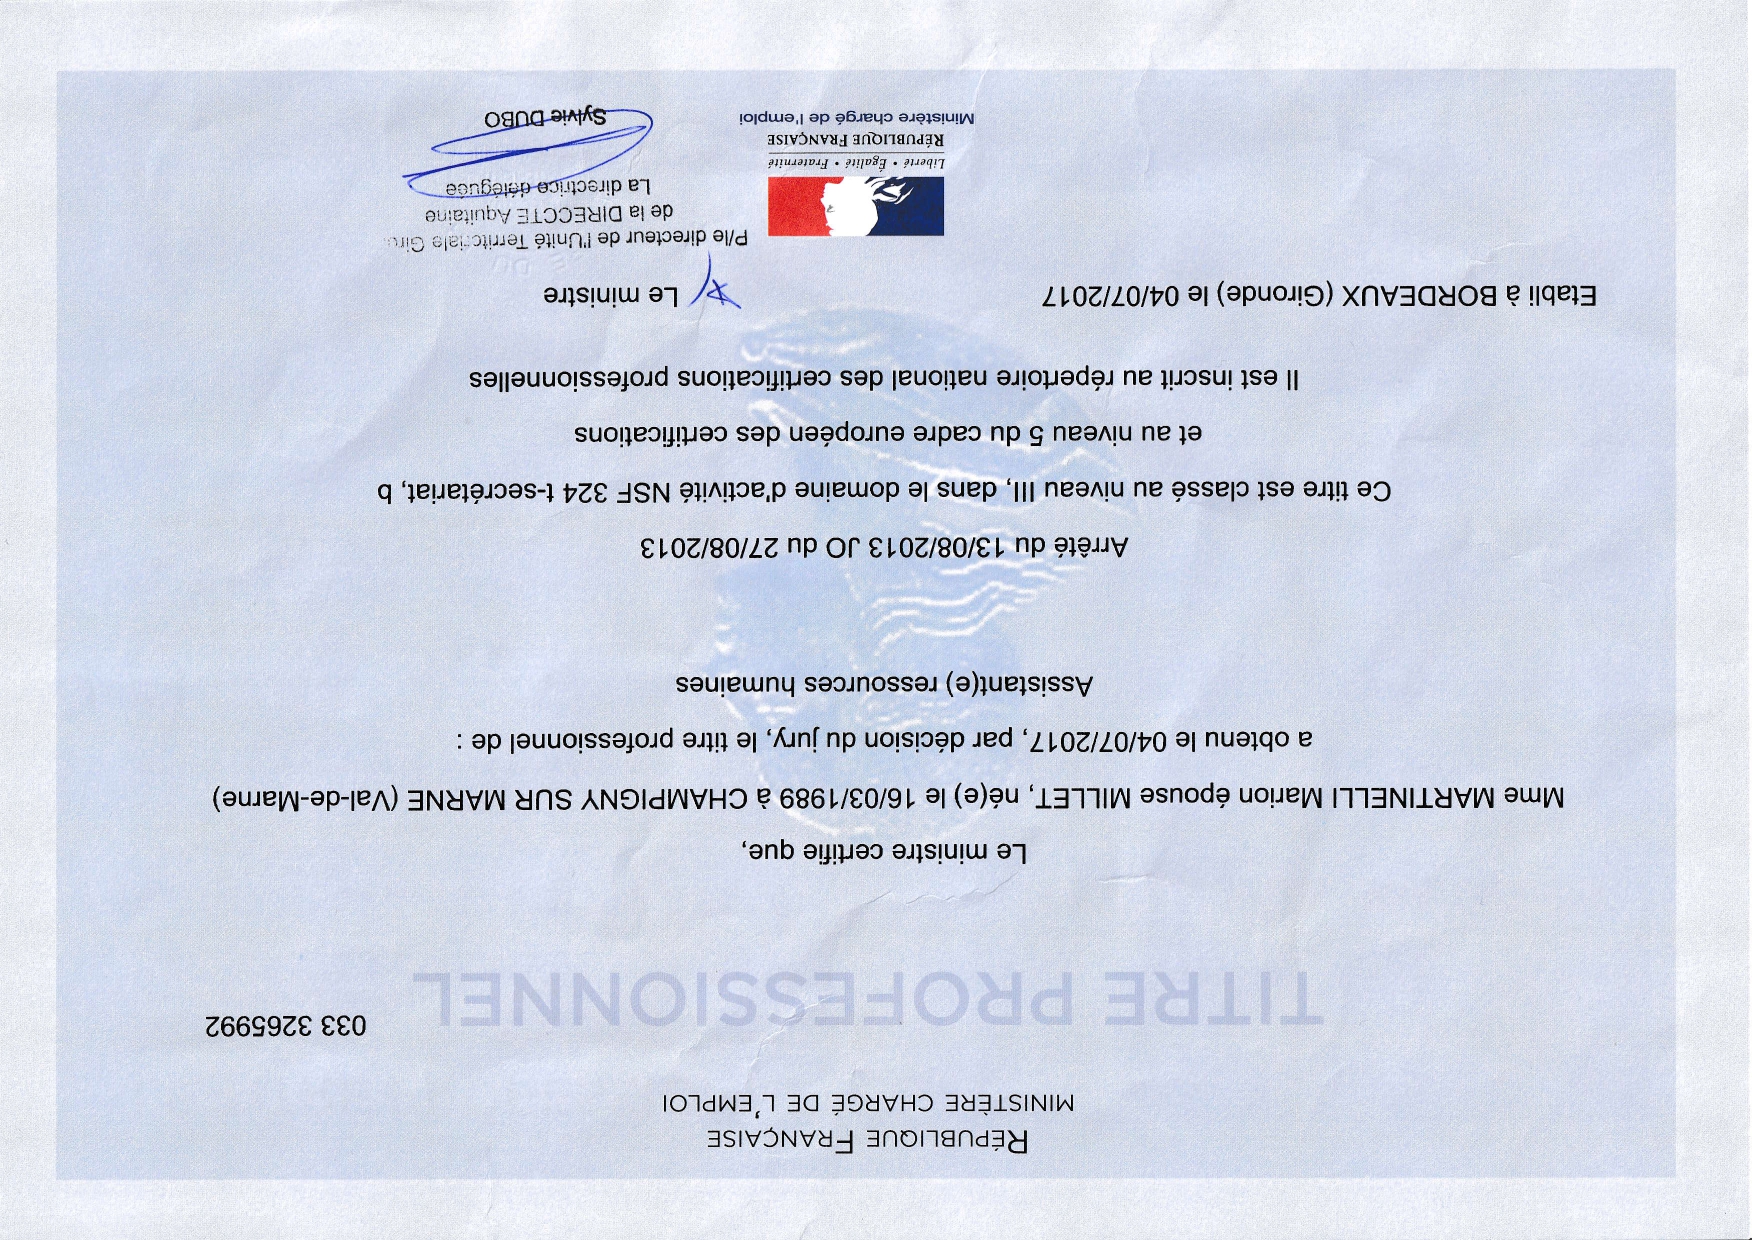 République Française
ministère chargé de l'emploi
033 3265992
TITRE PROFESSIONNEL
Le ministre certifie que,
Mme MARTINELLI Marion épouse MILLET, né(e) le 16/03/1989 à CHAMPIGNY SUR MARNE (Val-de-Marne)
a obtenu le 04/07/2017, par décision du jury, le titre professionnel de :
Assistant(e) ressources humaines
Arrêté du 13/08/2013 JO du 27/08/2013
Ce titre est classé au niveau III, dans le domaine d'activité NSF 324 t-secrétariat, b
et au niveau 5 du cadre européen des certifications
Il est inscrit au répertoire national des certifications professionnelles
Etabli à BORDEAUX (Gironde) le 04/07/2017
Le ministre
P/le directeur de l'Unité Territoriale
de la DIRECCTE Aquitaine
La directrice déléguée
Sylvie DUBO
Liberté • Égalité • Fraternité
République Française
Ministère chargé de l'emploi